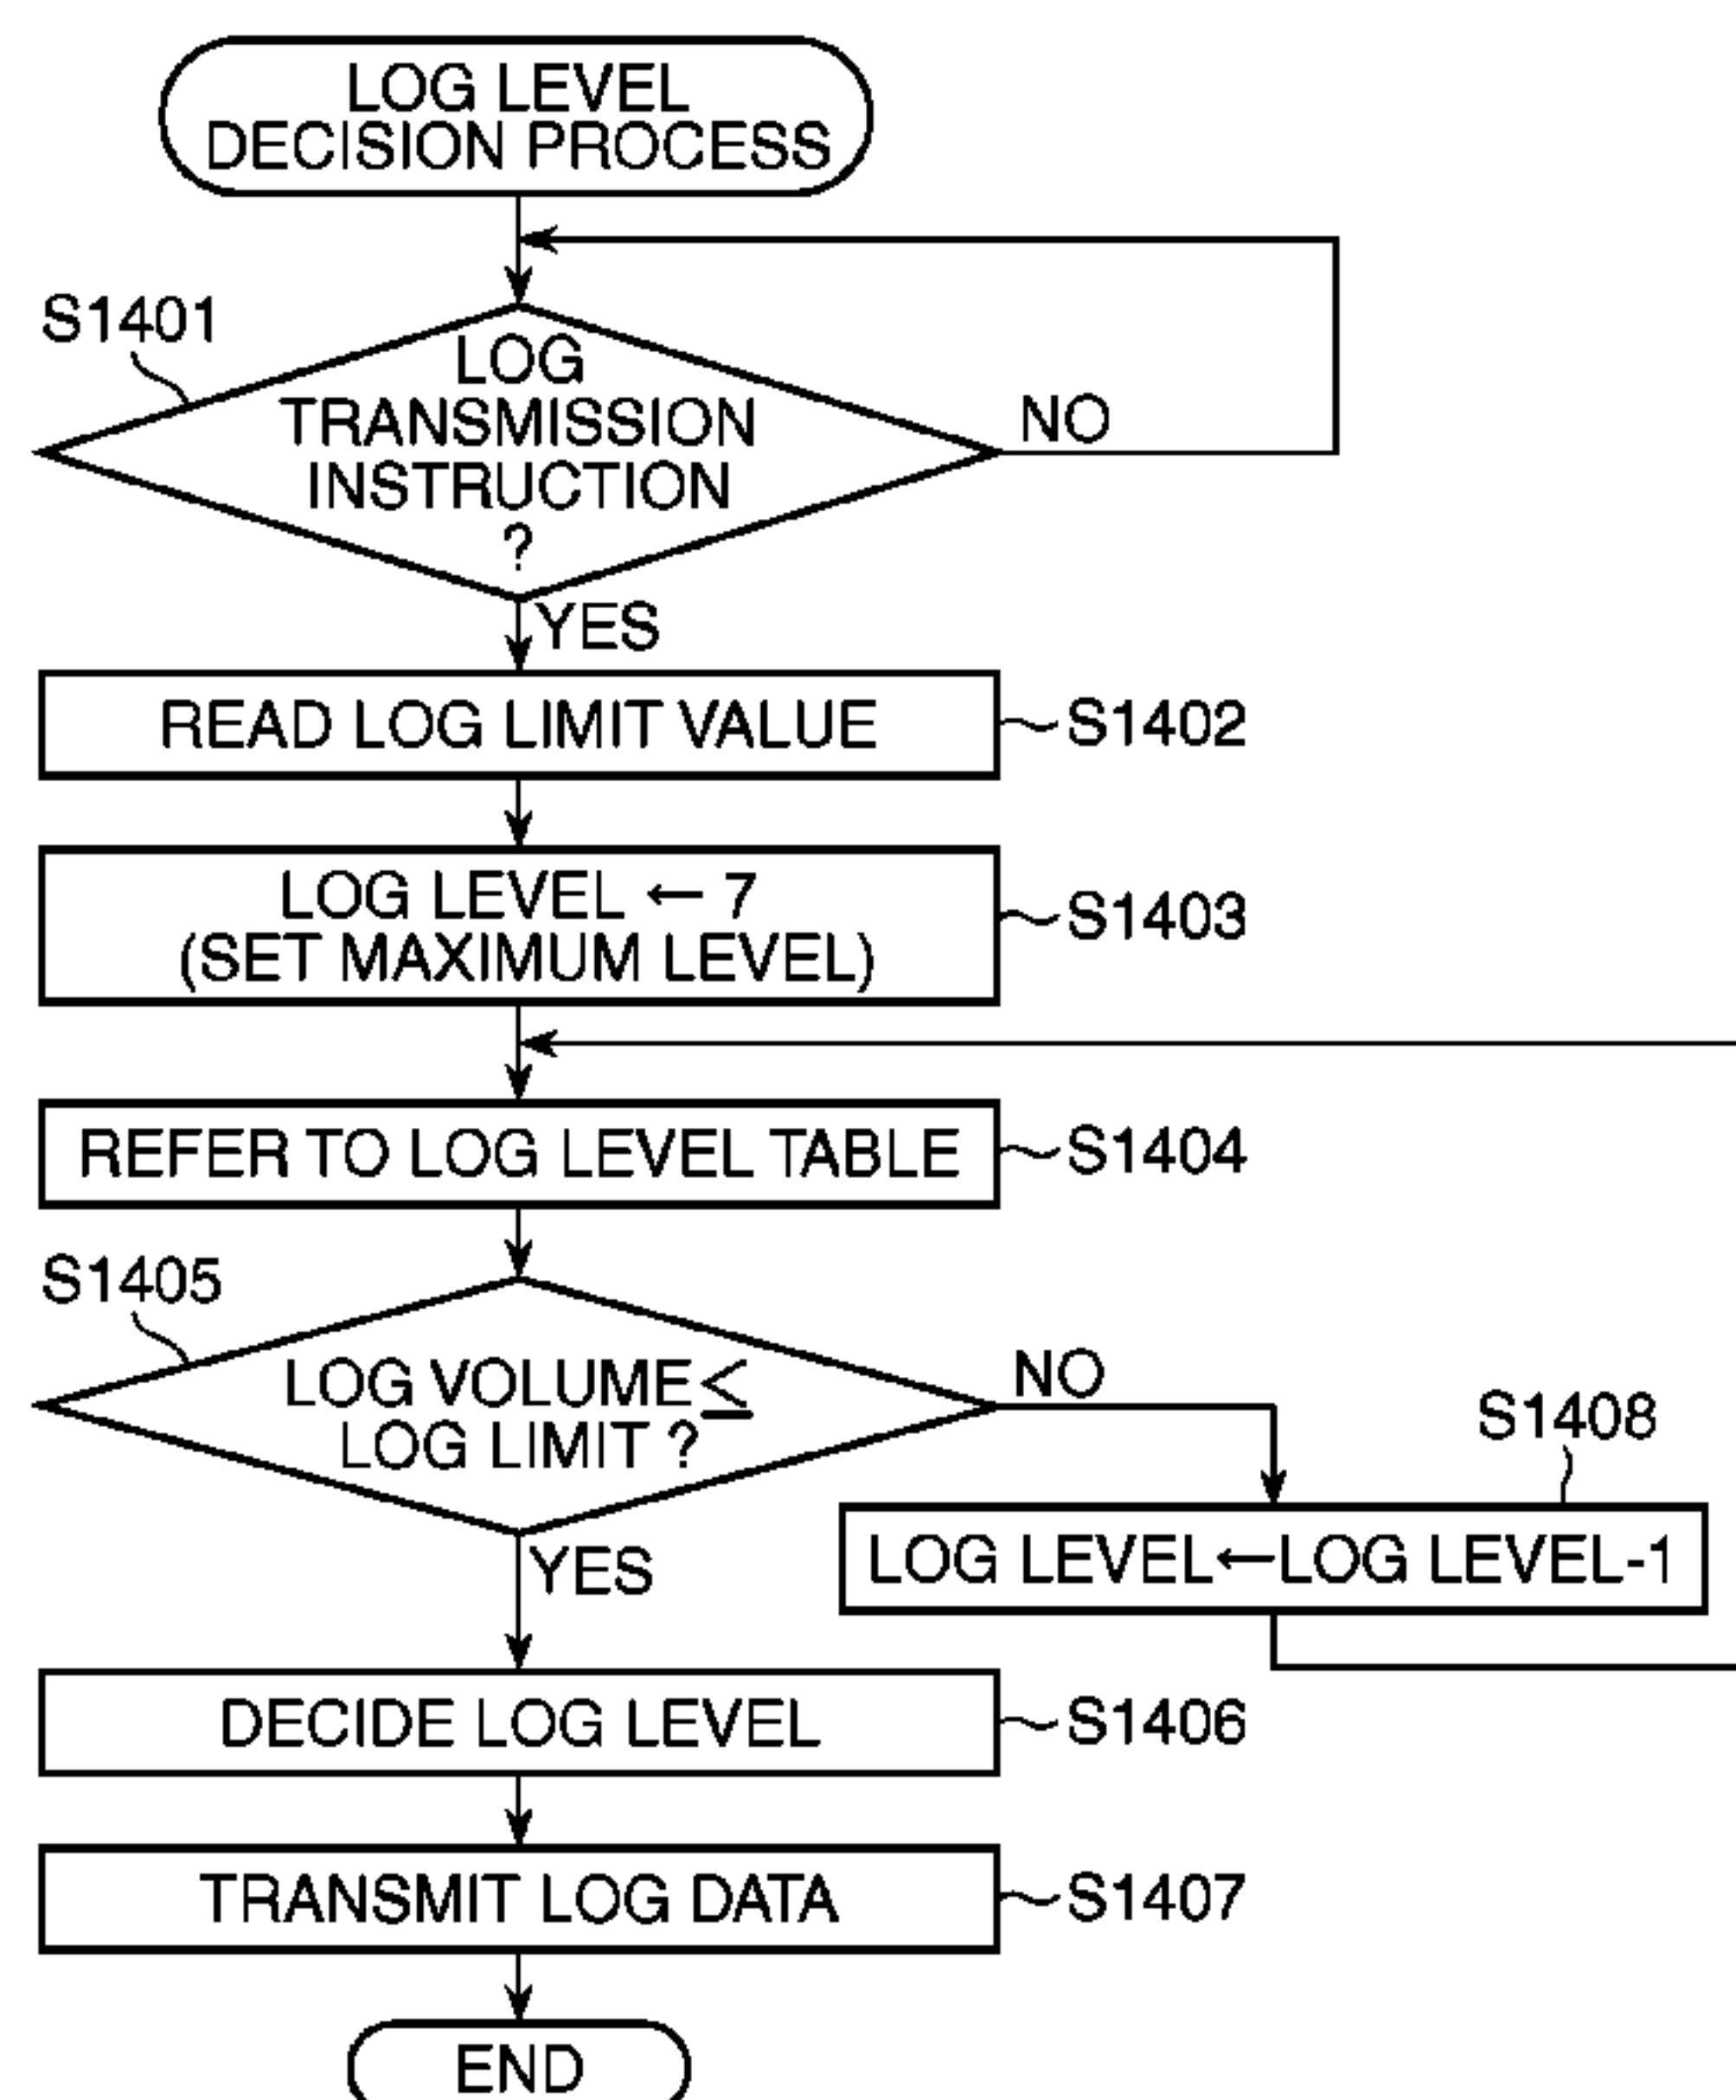 LOG LEVEL
DECISION PROCESS
S1401
LOG
TRANSMISSION
INSTRUCTION
?
NO
YES
READ LOG LIMIT VALUE
S1402
LOG LEVEL ← 7
(SET MAXIMUM LEVEL)
S1403
REFER TO LOG LEVEL TABLE
S1404
S1405
LOG VOLUME ≤
LOG LIMIT ?
NO
S1408
LOG LEVEL←LOG LEVEL-1
YES
DECIDE LOG LEVEL
S1406
TRANSMIT LOG DATA
S1407
END